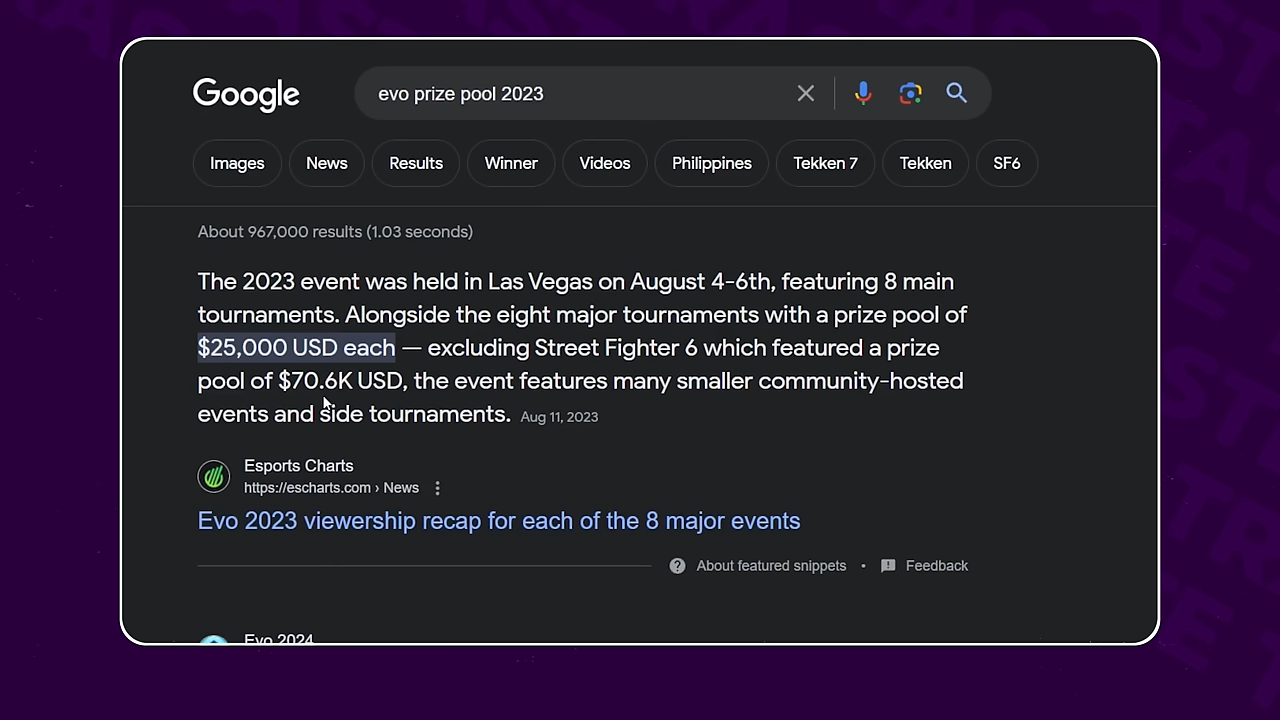 Google
evo prize pool 2023
Images News Results Winner Videos Philippines Tekken 7 Tekken SF6
About 967,000 results (1.03 seconds)
The 2023 event was held in Las Vegas on August 4-6th, featuring 8 main
tournaments. Alongside the eight major tournaments with a prize pool of
$25,000 USD each — excluding Street Fighter 6 which featured a prize
pool of $70.6K USD, the event features many smaller community-hosted
events and side tournaments. Aug 11, 2023
Esports Charts
https://escharts.com › News
Evo 2023 viewership recap for each of the 8 major events
About featured snippets • Feedback
Evo 2024